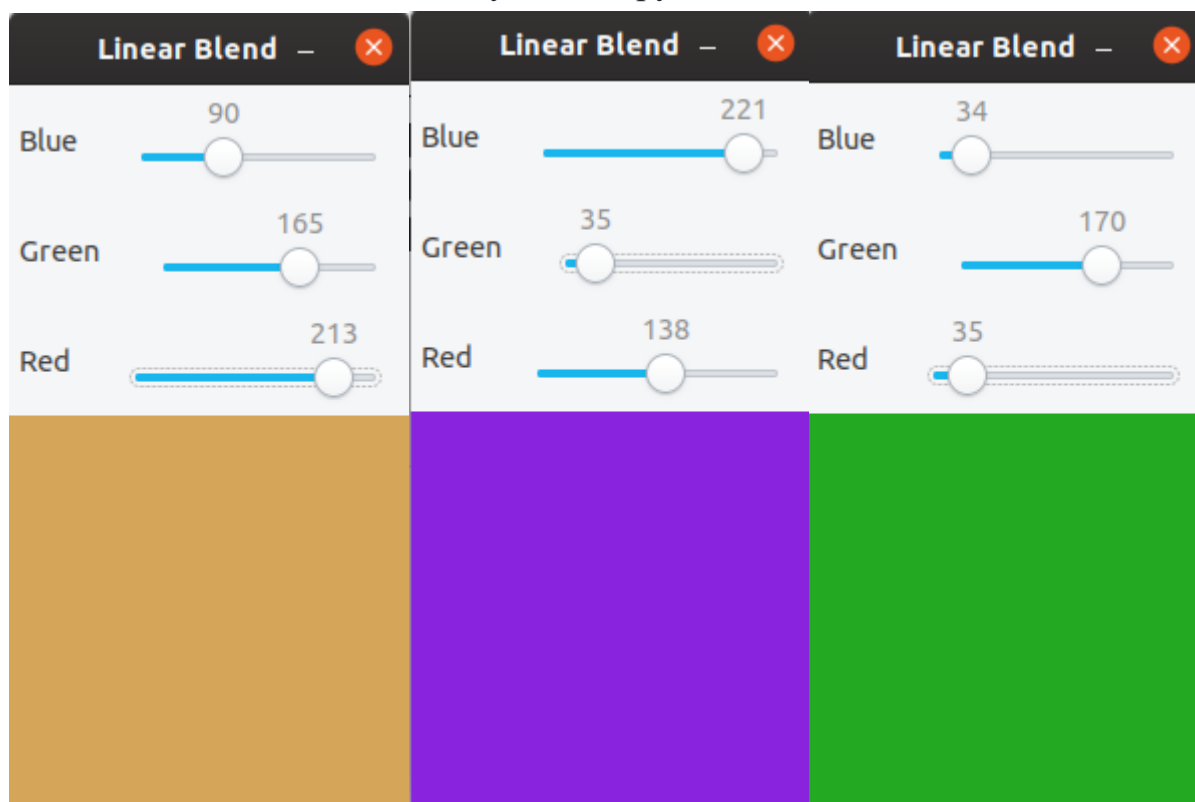 Linear Blend
90
Blue
165
Green
213
Red
Linear Blend
221
Blue
35
Green
138
Red
Linear Blend
34
Blue
170
Green
35
Red